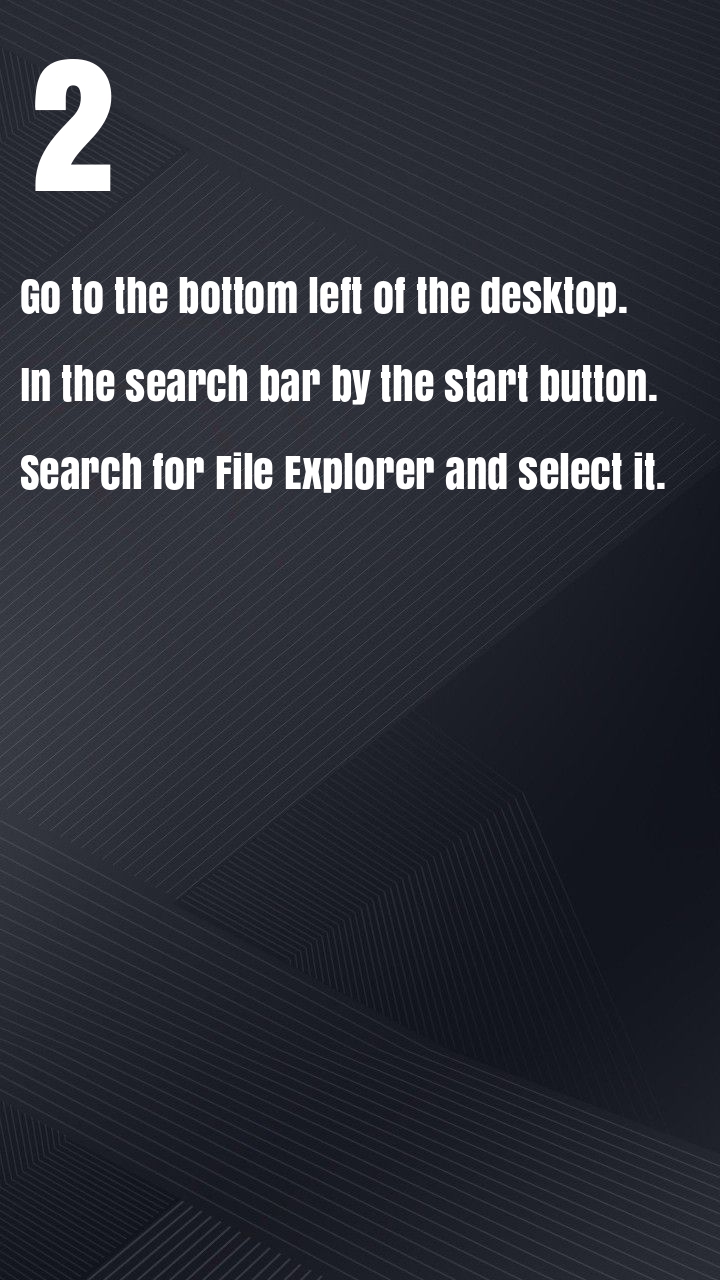 2
Go to the bottom left of the desktop.
In the search bar by the start button.
Search for File Explorer and select it.